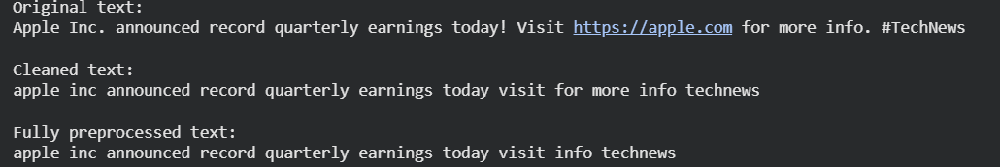 Original text:
Apple Inc. announced record quarterly earnings today! Visit https://apple.com for more info. #TechNews
Cleaned text:
apple inc announced record quarterly earnings today visit for more info technews
Fully preprocessed text:
apple inc announced record quarterly earnings today visit info technews